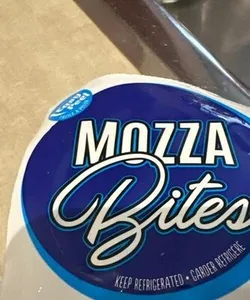 MOZZA
Bites
KEEP REFRIGERATED • GARDER RÉFRIGÉRÉ